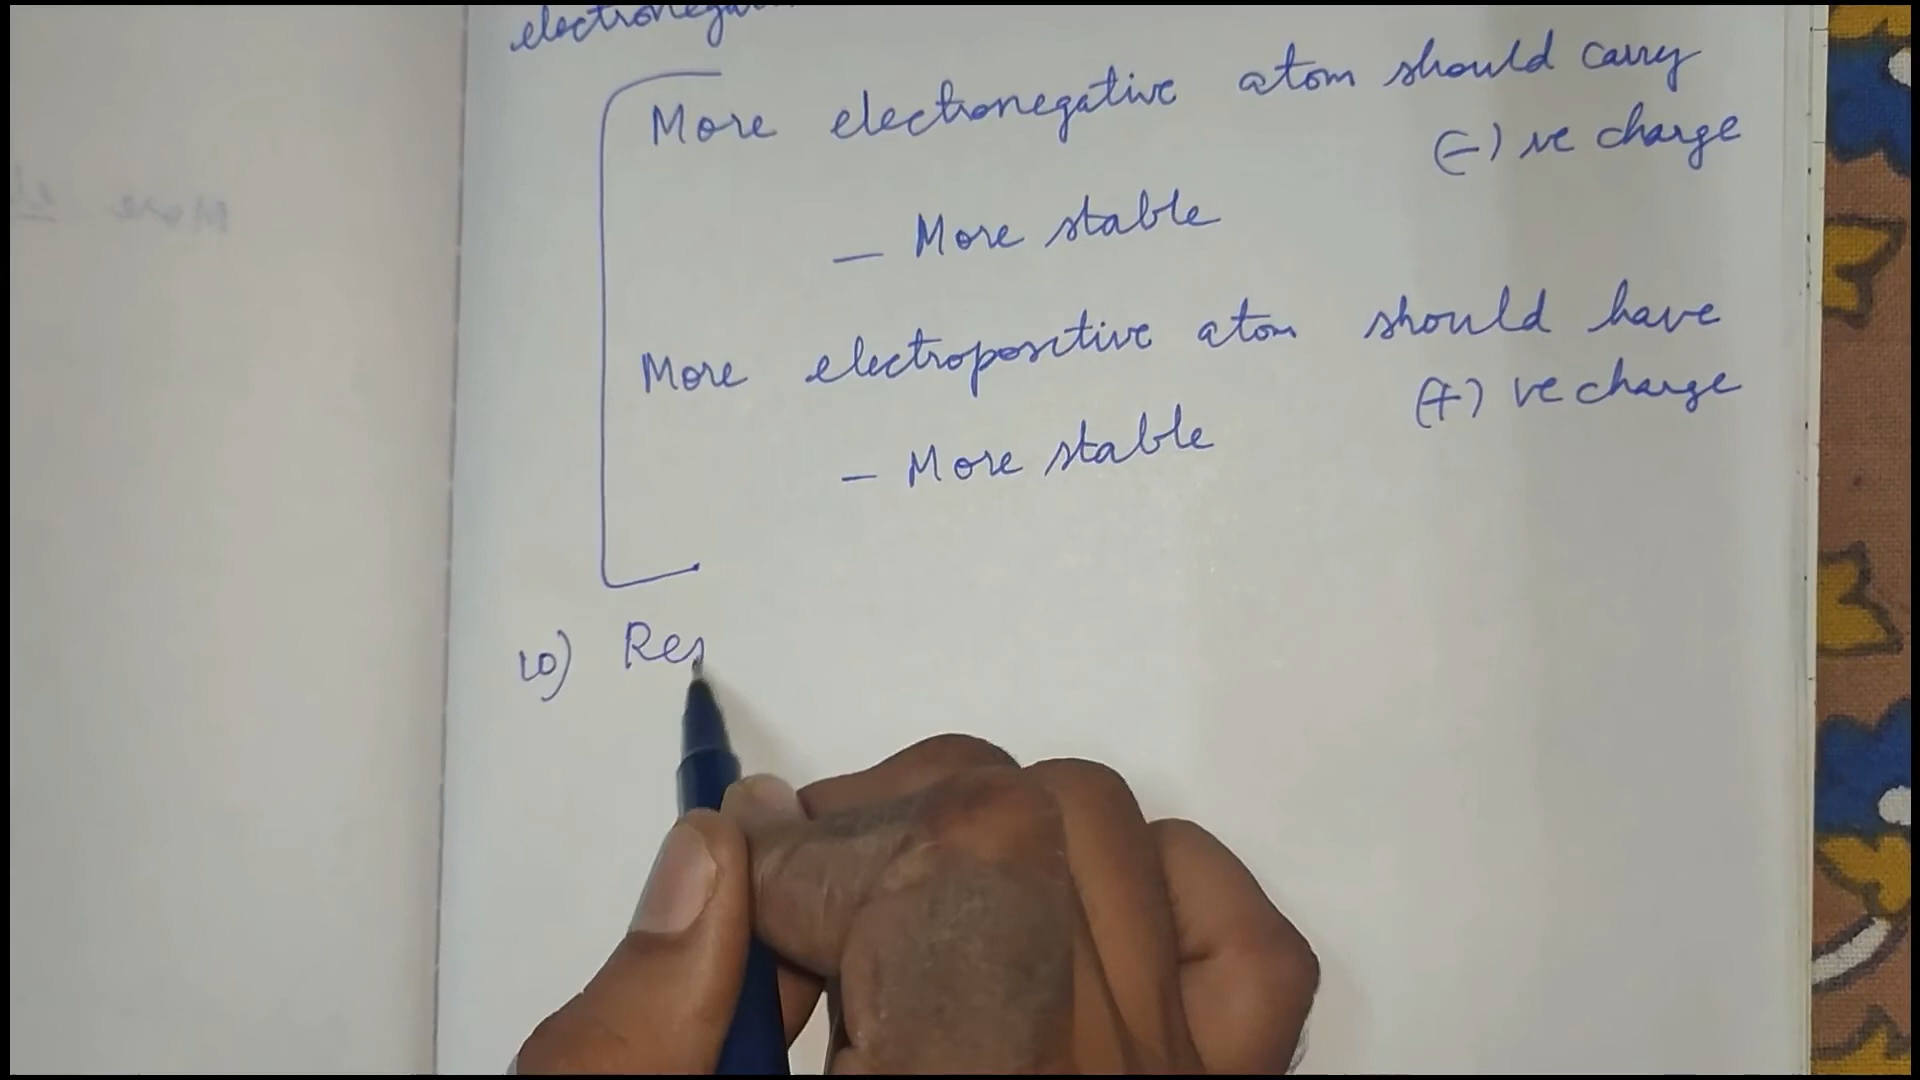 More electronegative atom should carry
(-) ve charge
— More stable
More electropositive atom should have
(+) ve charge
- More stable
10) Res